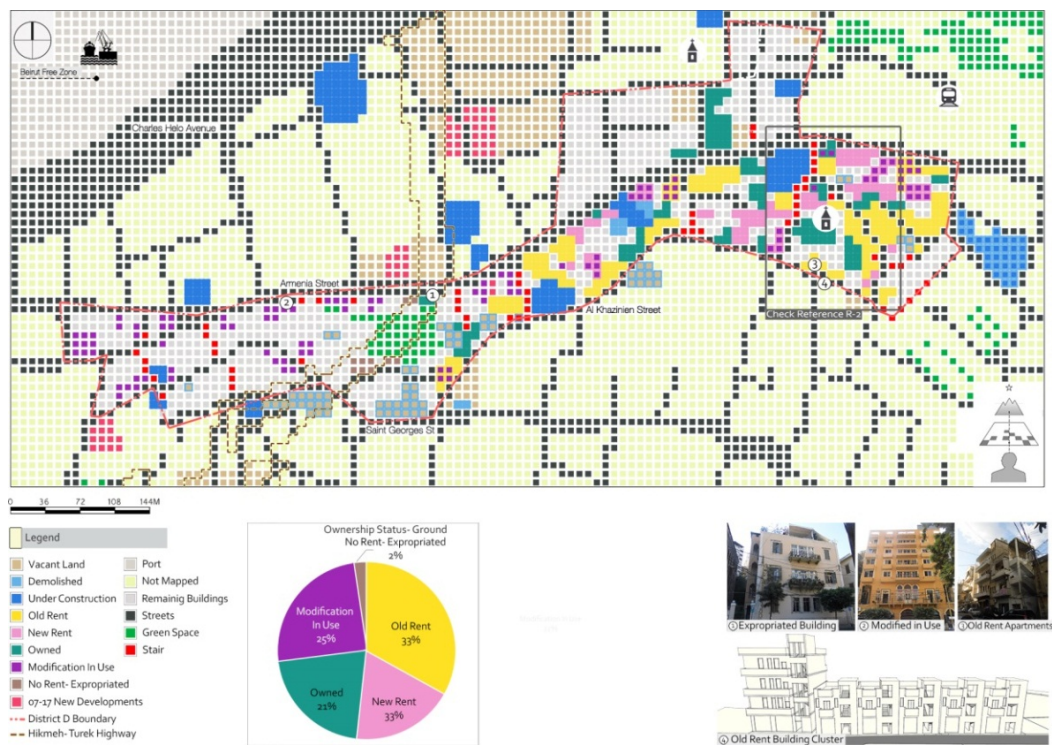 Beirut Free Zone
Charles Helo Avenue
Armenia Street
②
①
Al Khazinien Street
③
④
Check Reference R-2
Saint Georges St
0 36 72 108 144M
Legend
Vacant Land
Demolished
Under Construction
Old Rent
New Rent
Owned
Modification In Use
No Rent- Expropriated
07-17 New Developments
District D Boundary
Hikmeh- Turek Highway
Port
Not Mapped
Remainig Buildings
Streets
Green Space
Stair
Ownership Status- Ground
No Rent- Expropriated
2%
Old Rent
33%
New Rent
33%
Owned
21%
Modification
In Use
25%
① Expropriated Building
② Modified in Use
③ Old Rent Apartments
④ Old Rent Building Cluster